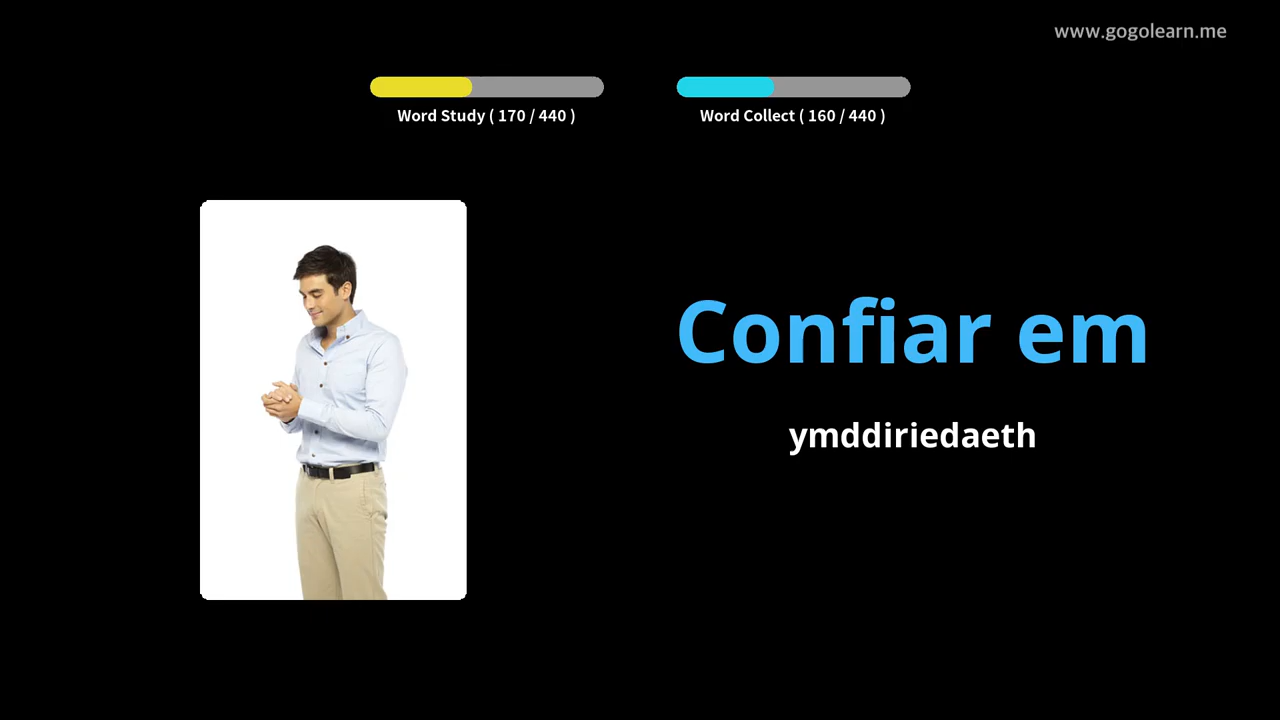 www.gogolearn.me
Word Study ( 170 / 440 )
Word Collect ( 160 / 440 )
Confiar em
ymddiriedaeth